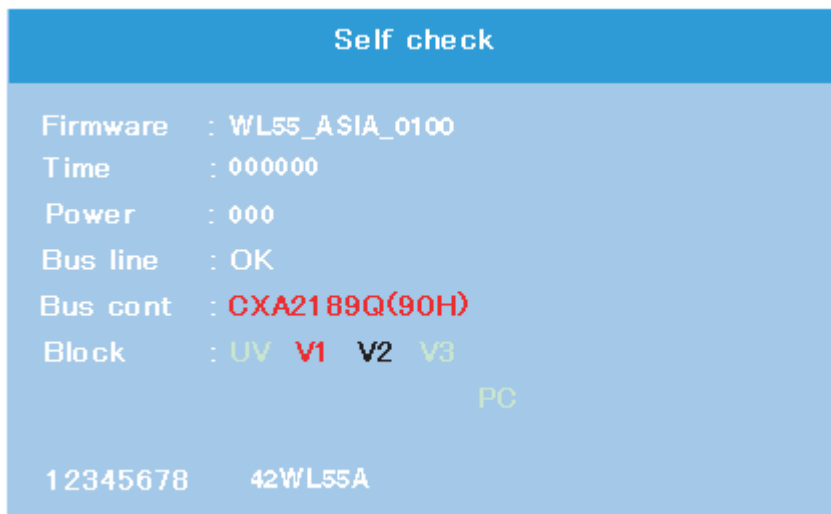 Self check
Firmware : WL55_ASIA_0100
Time : 000000
Power : 000
Bus line : OK
Bus cont : CXA2189Q(90H)
Block : UV V1 V2 V3
PC
12345678 42WL55A